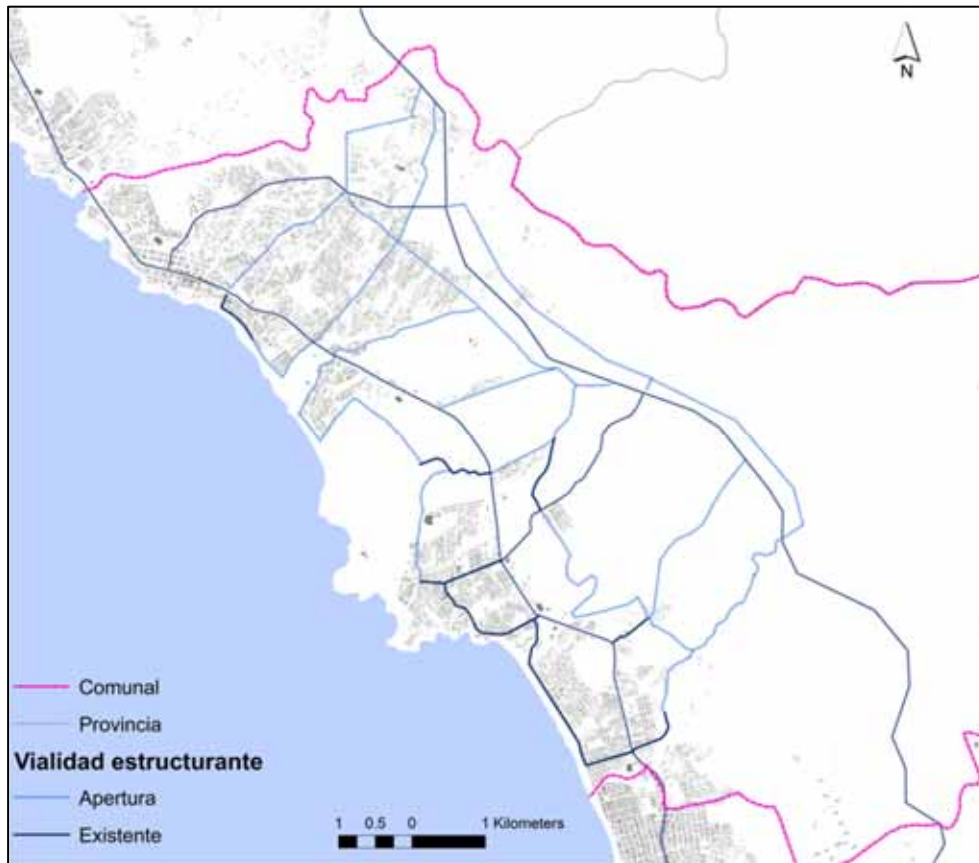 N
Comunal
Provincia
Vialidad estructurante
Apertura
Existente
1 0.5 0 1 Kilometers